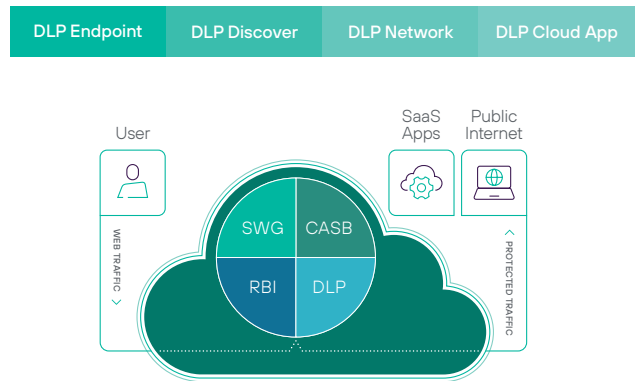 DLP Endpoint
DLP Discover
DLP Network
DLP Cloud App
User
SaaS
Apps
Public
Internet
SWG
CASB
RBI
DLP
WEB TRAFFIC
PROTECTED TRAFFIC